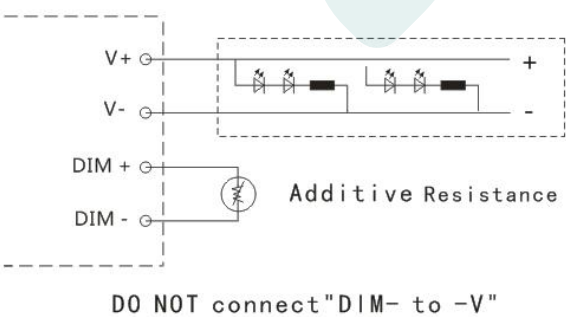 V+
+
V-
-
DIM +
Additive Resistance
DIM -
DO NOT connect"DIM- to -V"